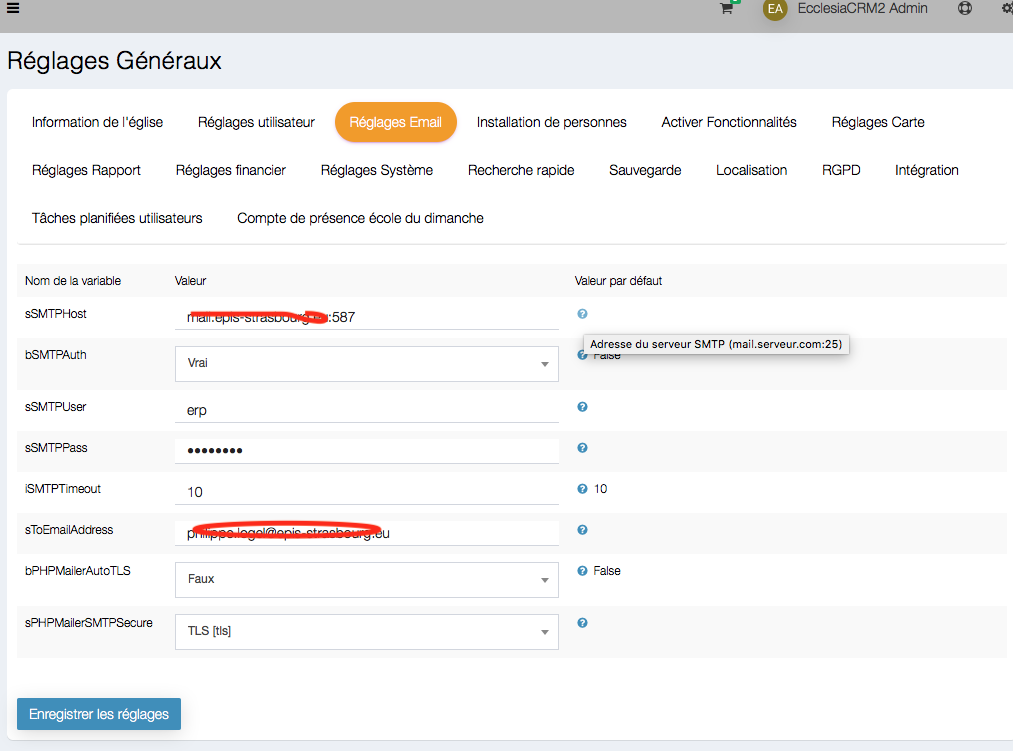 EA EcclesiaCRM2 Admin
Réglages Généraux
Information de l'église Réglages utilisateur Réglages Email Installation de personnes Activer Fonctionnalités Réglages Carte
Réglages Rapport Réglages financier Réglages Système Recherche rapide Sauvegarde Localisation RGPD Intégration
Tâches planifiées utilisateurs Compte de présence école du dimanche
Nom de la variable Valeur Valeur par défaut
sSMTPHost :587
Adresse du serveur SMTP (mail.serveur.com:25)
bSMTPAuth Vrai False
sSMTPUser erp
sSMTPPass ••••••••
iSMTPTimeout 10 10
sToEmailAddress
bPHPMailerAutoTLS Faux False
sPHPMailerSMTPSecure TLS [tls]
Enregistrer les réglages